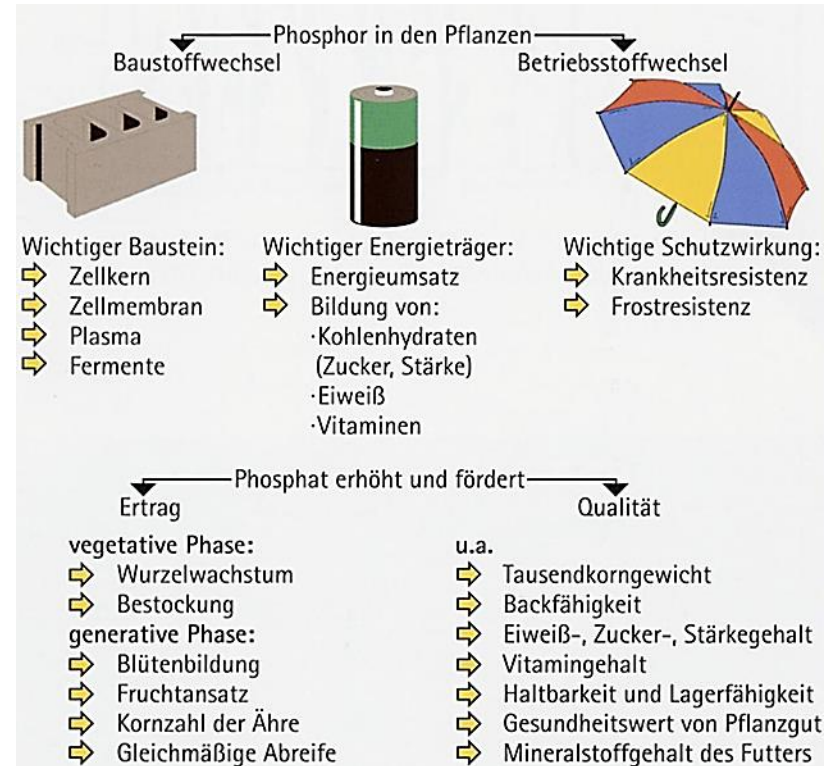 Phosphor in den Pflanzen
Baustoffwechsel
Betriebsstoffwechsel
Wichtiger Baustein:
Zellkern
Zellmembran
Plasma
Fermente
Wichtiger Energieträger:
Energieumsatz
Bildung von:
·Kohlenhydraten
(Zucker, Stärke)
·Eiweiß
·Vitaminen
Wichtige Schutzwirkung:
Krankheitsresistenz
Frostresistenz
Phosphat erhöht und fördert
Ertrag
vegetative Phase:
Wurzelwachstum
Bestockung
generative Phase:
Blütenbildung
Fruchtansatz
Kornzahl der Ähre
Gleichmäßige Abreife
Qualität
u.a.
Tausendkorngewicht
Backfähigkeit
Eiweiß-, Zucker-, Stärkegehalt
Vitamingehalt
Haltbarkeit und Lagerfähigkeit
Gesundheitswert von Pflanzgut
Mineralstoffgehalt des Futters